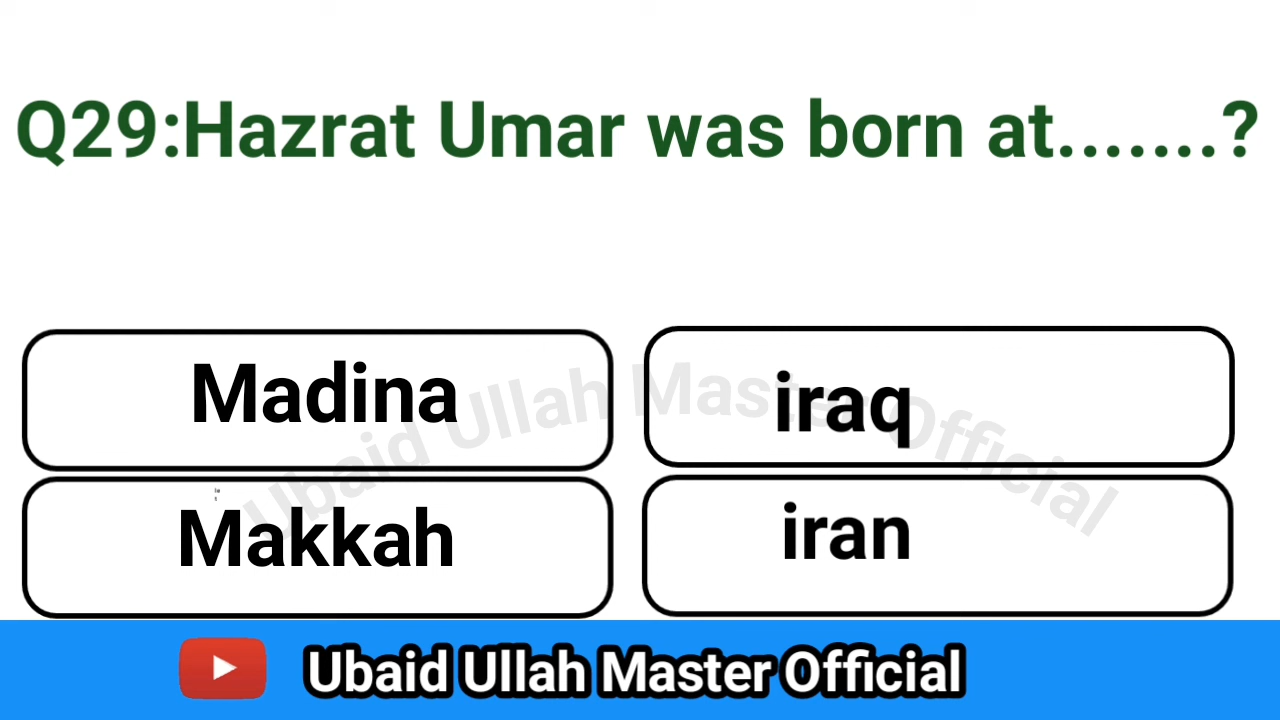 Q29:Hazrat Umar was born at.......?
Madina
iraq
Makkah
iran
Ubaid Ullah Master Official
Ubaid Ullah Master Official